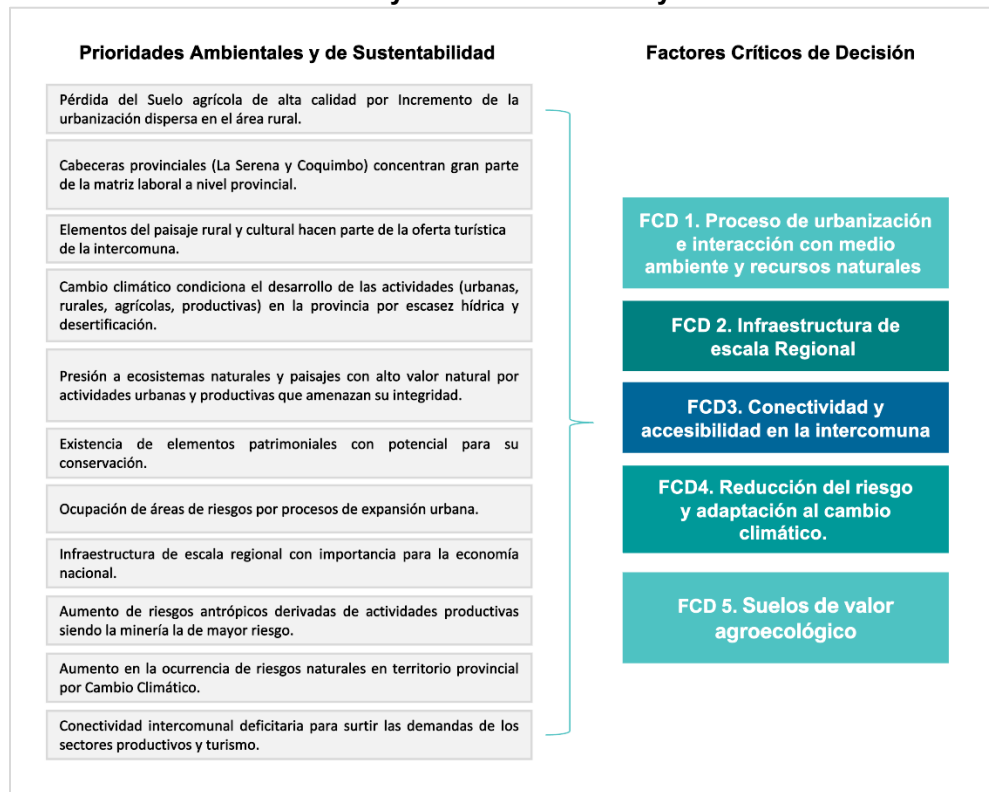 Prioridades Ambientales y de Sustentabilidad
Pérdida del Suelo agrícola de alta calidad por Incremento de la
urbanización dispersa en el área rural.
Cabeceras provinciales (La Serena y Coquimbo) concentran gran parte
de la matriz laboral a nivel provincial.
Elementos del paisaje rural y cultural hacen parte de la oferta turística
de la intercomuna.
Cambio climático condiciona el desarrollo de las actividades (urbanas,
rurales, agrícolas, productivas) en la provincia por escasez hídrica y
desertificación.
Presión a ecosistemas naturales y paisajes con alto valor natural por
actividades urbanas y productivas que amenazan su integridad.
Existencia de elementos patrimoniales con potencial para su
conservación.
Ocupación de áreas de riesgos por procesos de expansión urbana.
Infraestructura de escala regional con importancia para la economía
nacional.
Aumento de riesgos antrópicos derivadas de actividades productivas
siendo la minería la de mayor riesgo.
Aumento en la ocurrencia de riesgos naturales en territorio provincial
por Cambio Climático.
Conectividad intercomunal deficitaria para surtir las demandas de los
sectores productivos y turismo.
Factores Críticos de Decisión
FCD 1. Proceso de urbanización
e interacción con medio
ambiente y recursos naturales
FCD 2. Infraestructura de
escala Regional
FCD3. Conectividad y
accesibilidad en la intercomuna
FCD4. Reducción del riesgo
y adaptación al cambio
climático.
FCD 5. Suelos de valor
agroecológico